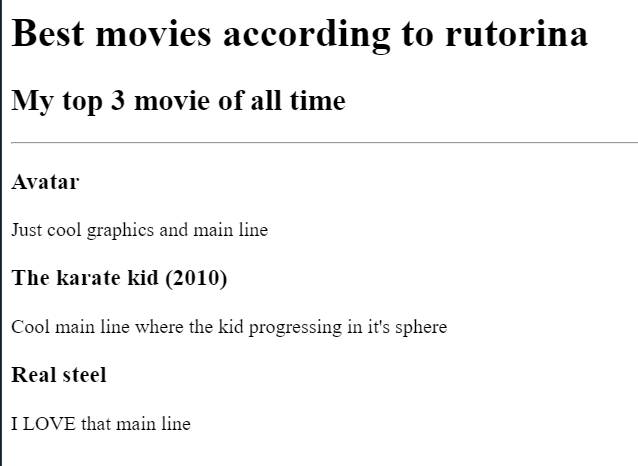 Best movies according to rutorina
My top 3 movie of all time
Avatar
Just cool graphics and main line
The karate kid (2010)
Cool main line where the kid progressing in it's sphere
Real steel
I LOVE that main line